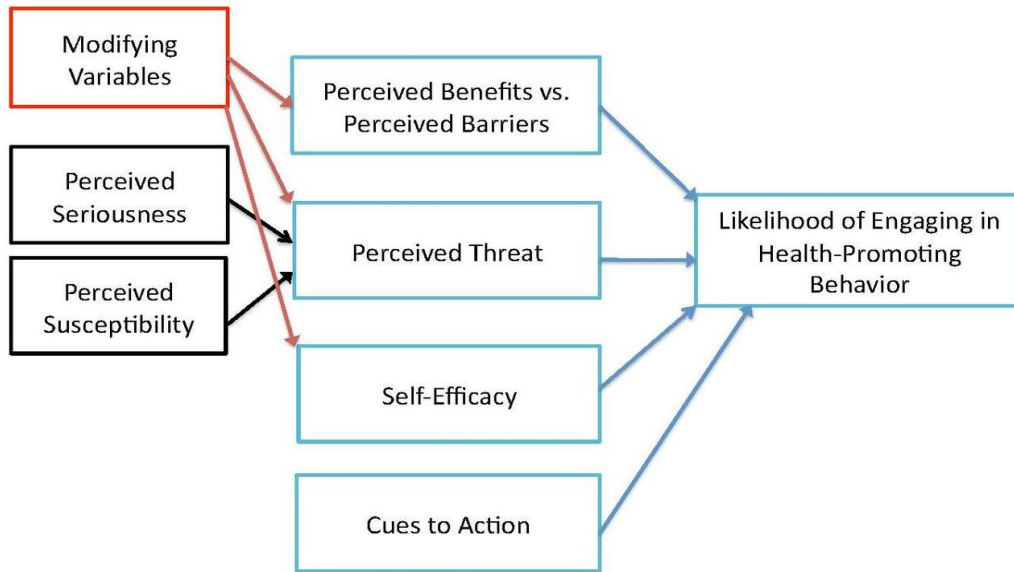 Modifying
Variables
Perceived Benefits vs.
Perceived Barriers
Perceived
Seriousness
Perceived Threat
Likelihood of Engaging in
Health-Promoting
Behavior
Perceived
Susceptibility
Self-Efficacy
Cues to Action